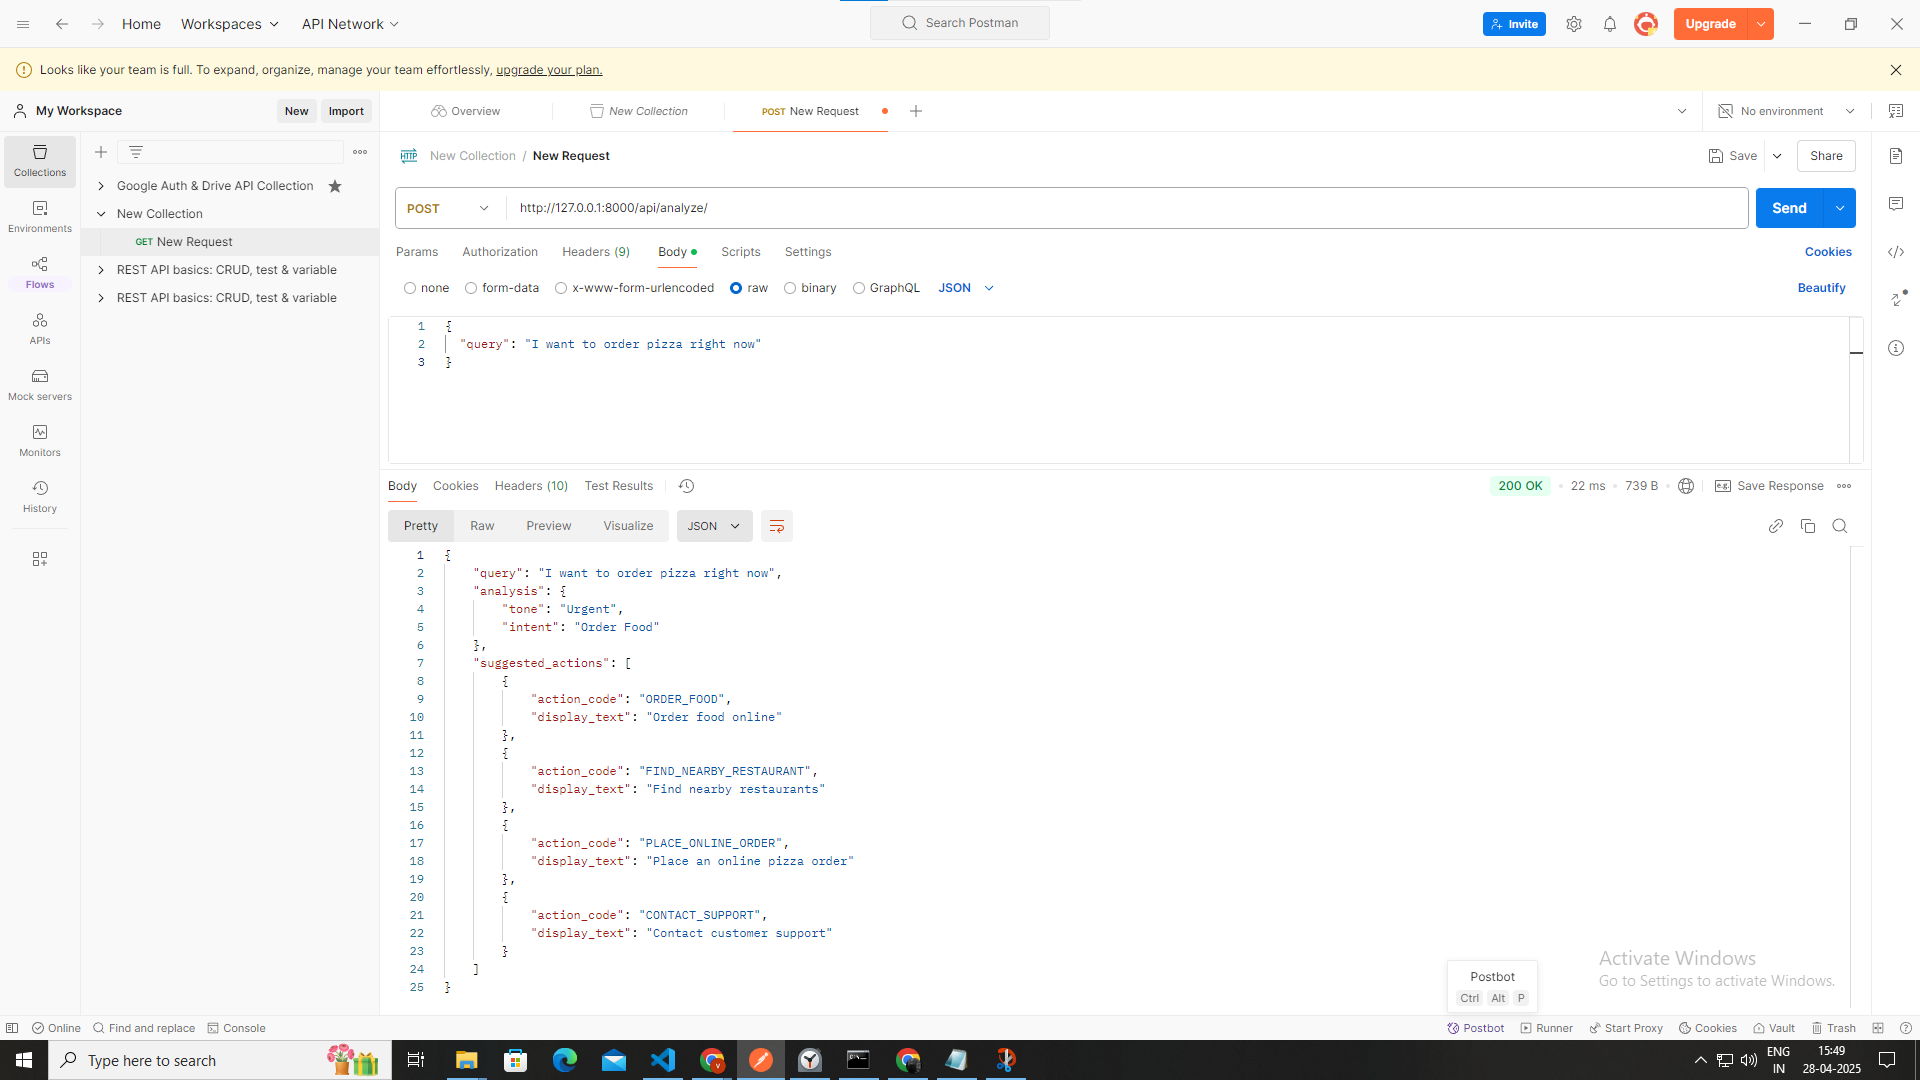 Home Workspaces API Network Search Postman Invite Upgrade
Looks like your team is full. To expand, organize, manage your team effortlessly, upgrade your plan.
My Workspace New Import Overview New Collection POST New Request No environment
Collections
Environments
Flows
APIs
Mock servers
Monitors
History
Google Auth & Drive API Collection
New Collection
GET New Request
REST API basics: CRUD, test & variable
REST API basics: CRUD, test & variable
HTTP New Collection / New Request Save Share
POST http://127.0.0.1:8000/api/analyze/ Send
Params Authorization Headers (9) Body Scripts Settings Cookies
none form-data x-www-form-urlencoded raw binary GraphQL JSON Beautify
1 {
2 "query": "I want to order pizza right now"
3 }
Body Cookies Headers (10) Test Results 200 OK 22 ms 739 B e.g. Save Response
Pretty Raw Preview Visualize JSON
1 {
2 "query": "I want to order pizza right now",
3 "analysis": {
4 "tone": "Urgent",
5 "intent": "Order Food"
6 },
7 "suggested_actions": [
8 {
9 "action_code": "ORDER_FOOD",
10 "display_text": "Order food online"
11 },
12 {
13 "action_code": "FIND_NEARBY_RESTAURANT",
14 "display_text": "Find nearby restaurants"
15 },
16 {
17 "action_code": "PLACE_ONLINE_ORDER",
18 "display_text": "Place an online pizza order"
19 },
20 {
21 "action_code": "CONTACT_SUPPORT",
22 "display_text": "Contact customer support"
23 }
24 ]
25 }
Activate Windows
Go to Settings to activate Windows.
Postbot
Ctrl Alt P
Online Find and replace Console Postbot Runner Start Proxy Cookies Vault Trash
Type here to search
ENG
IN
15:49
28-04-2025